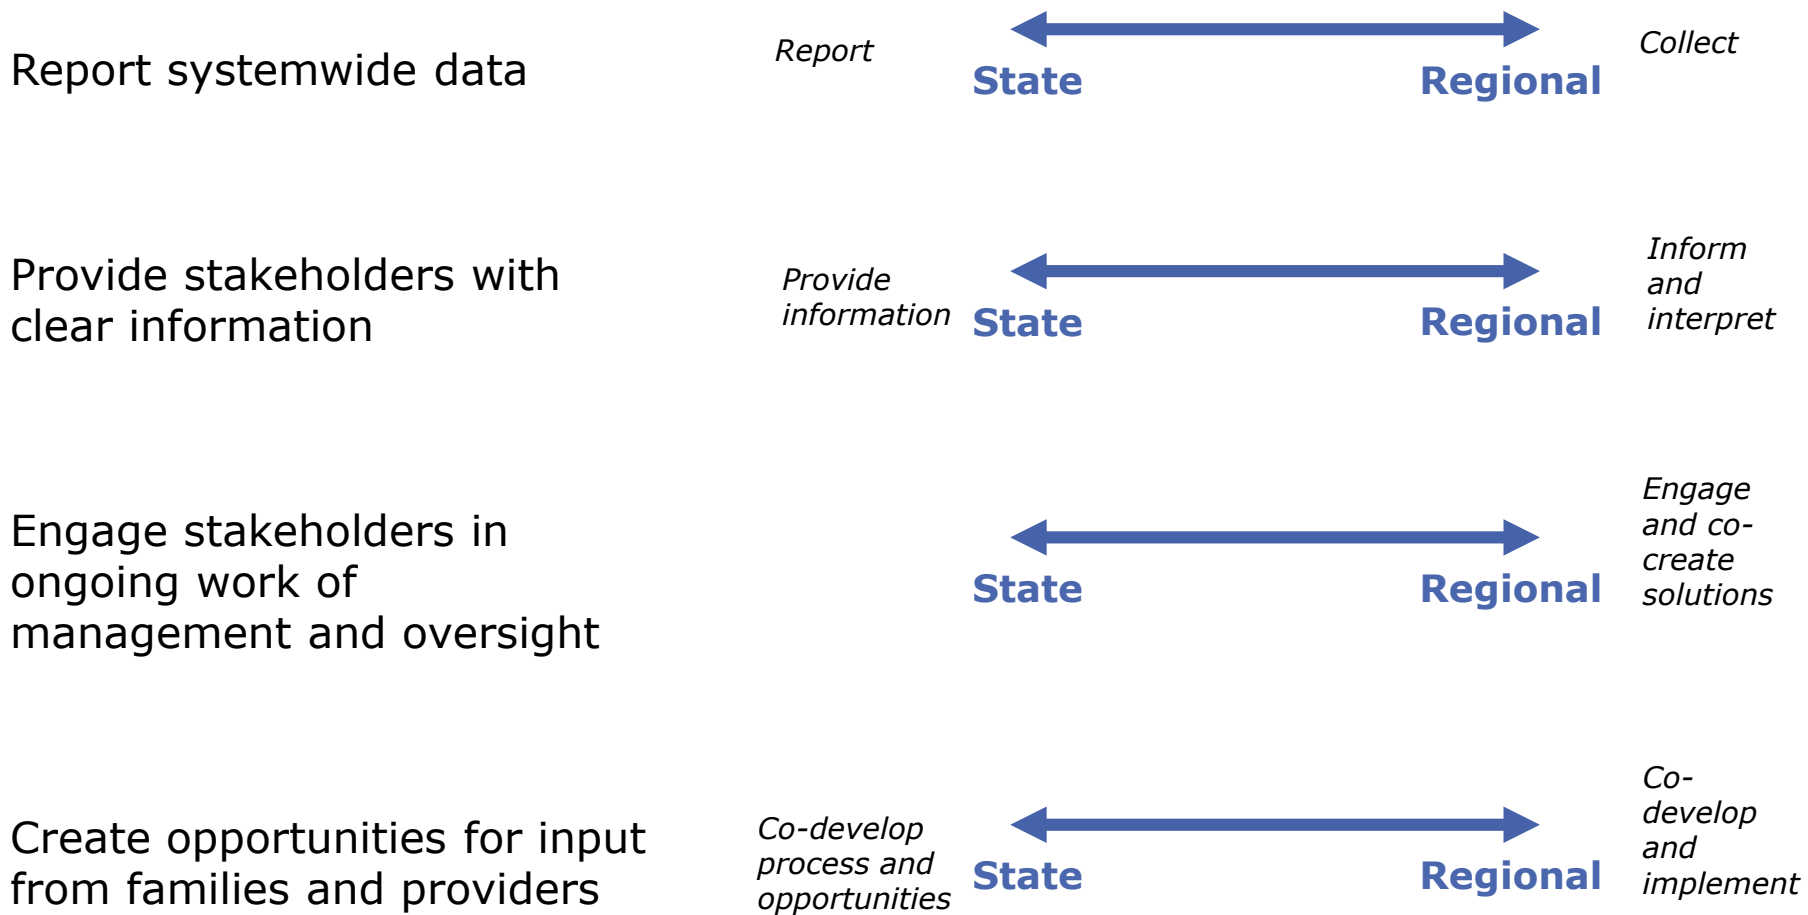 Report systemwide data
Report
State
Regional
Collect
Provide stakeholders with
clear information
Provide
information
State
Regional
Inform
and
interpret
Engage stakeholders in
ongoing work of
management and oversight
State
Regional
Engage
and co-
create
solutions
Create opportunities for input
from families and providers
Co-develop
process and
opportunities
State
Regional
Co-
develop
and
implement